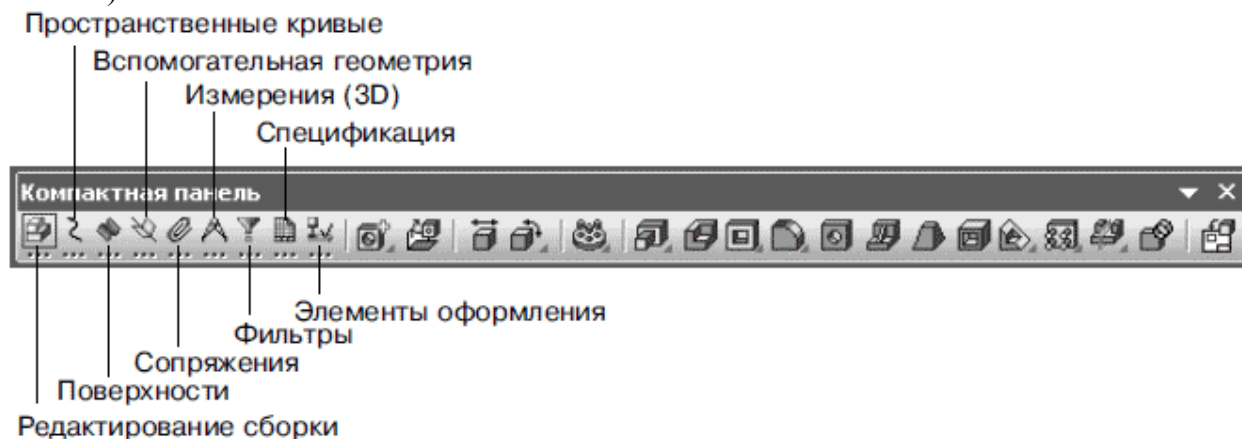 )
Пространственные кривые
Вспомогательная геометрия
Измерения (3D)
Спецификация
Компактная панель
Элементы оформления
Фильтры
Сопряжения
Поверхности
Редактирование сборки